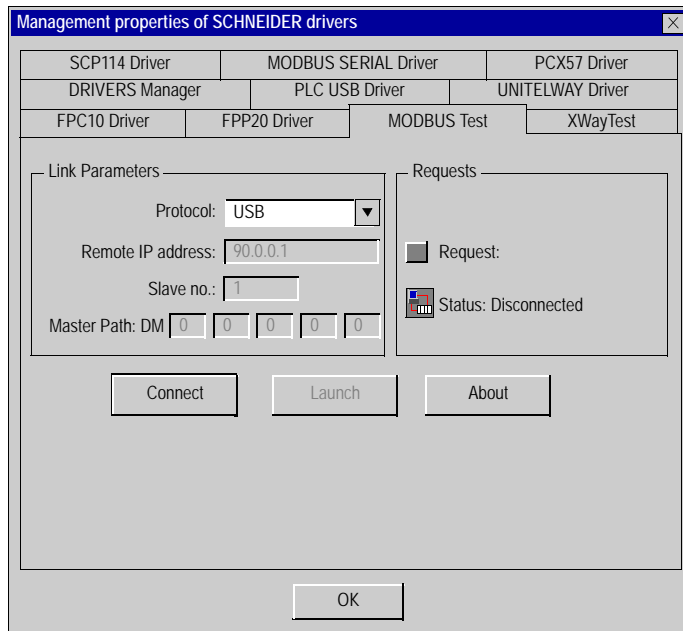 Management properties of SCHNEIDER drivers
SCP114 Driver MODBUS SERIAL Driver PCX57 Driver
DRIVERS Manager PLC USB Driver UNITELWAY Driver
FPC10 Driver FPP20 Driver MODBUS Test XWayTest
Link Parameters Requests
Protocol: USB
Remote IP address: 90.0.0.1 Request:
Slave no.: 1
Status: Disconnected
Master Path: DM 0 0 0 0 0
Connect Launch About
OK